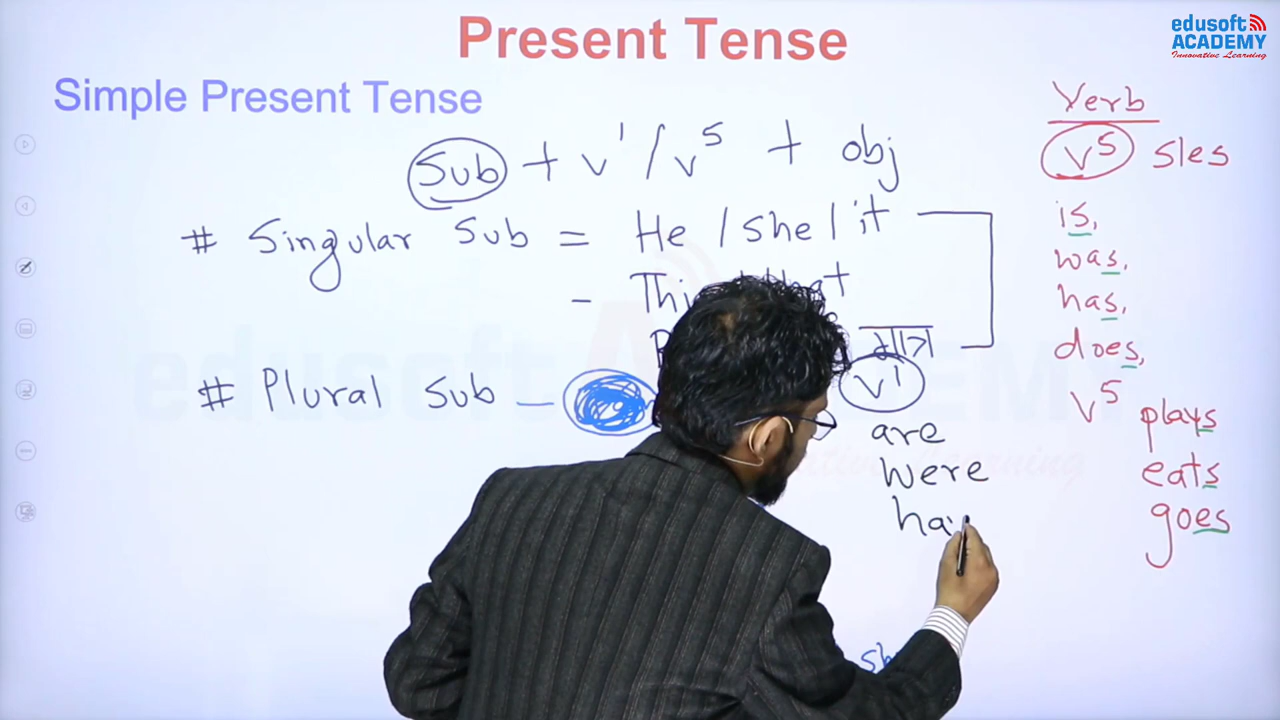 Present Tense
edusoft
ACADEMY
Innovative Learning
Simple Present Tense
Verb
Sub + v¹ / v⁵ + obj
v⁵ s/es
# Singular Sub = He / she / it
is,
was,
has,
does,
मात्र
# Plural Sub –
v¹
v⁵ plays
are
eats
were
goes